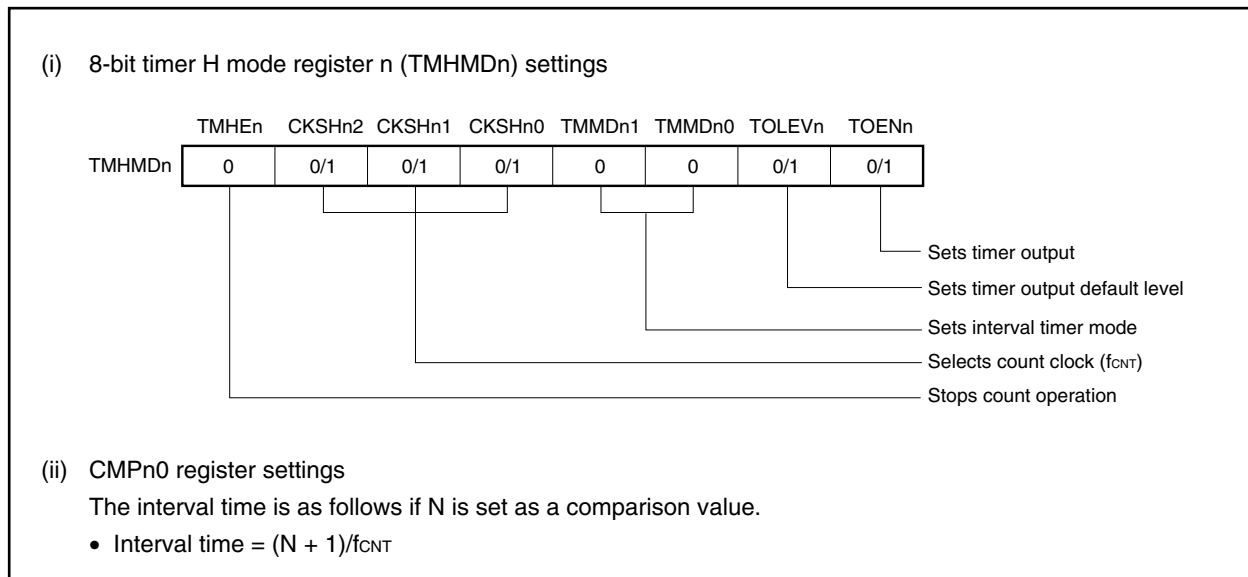 (i) 8-bit timer H mode register n (TMHMDn) settings
TMHEn CKSHn2 CKSHn1 CKSHn0 TMMDn1 TMMDn0 TOLEVn TOENn
TMHMDn 0 0/1 0/1 0/1 0 0 0/1 0/1
Sets timer output
Sets timer output default level
Sets interval timer mode
Selects count clock (fCNT)
Stops count operation
(ii) CMPn0 register settings
The interval time is as follows if N is set as a comparison value.
• Interval time = (N + 1)/fCNT